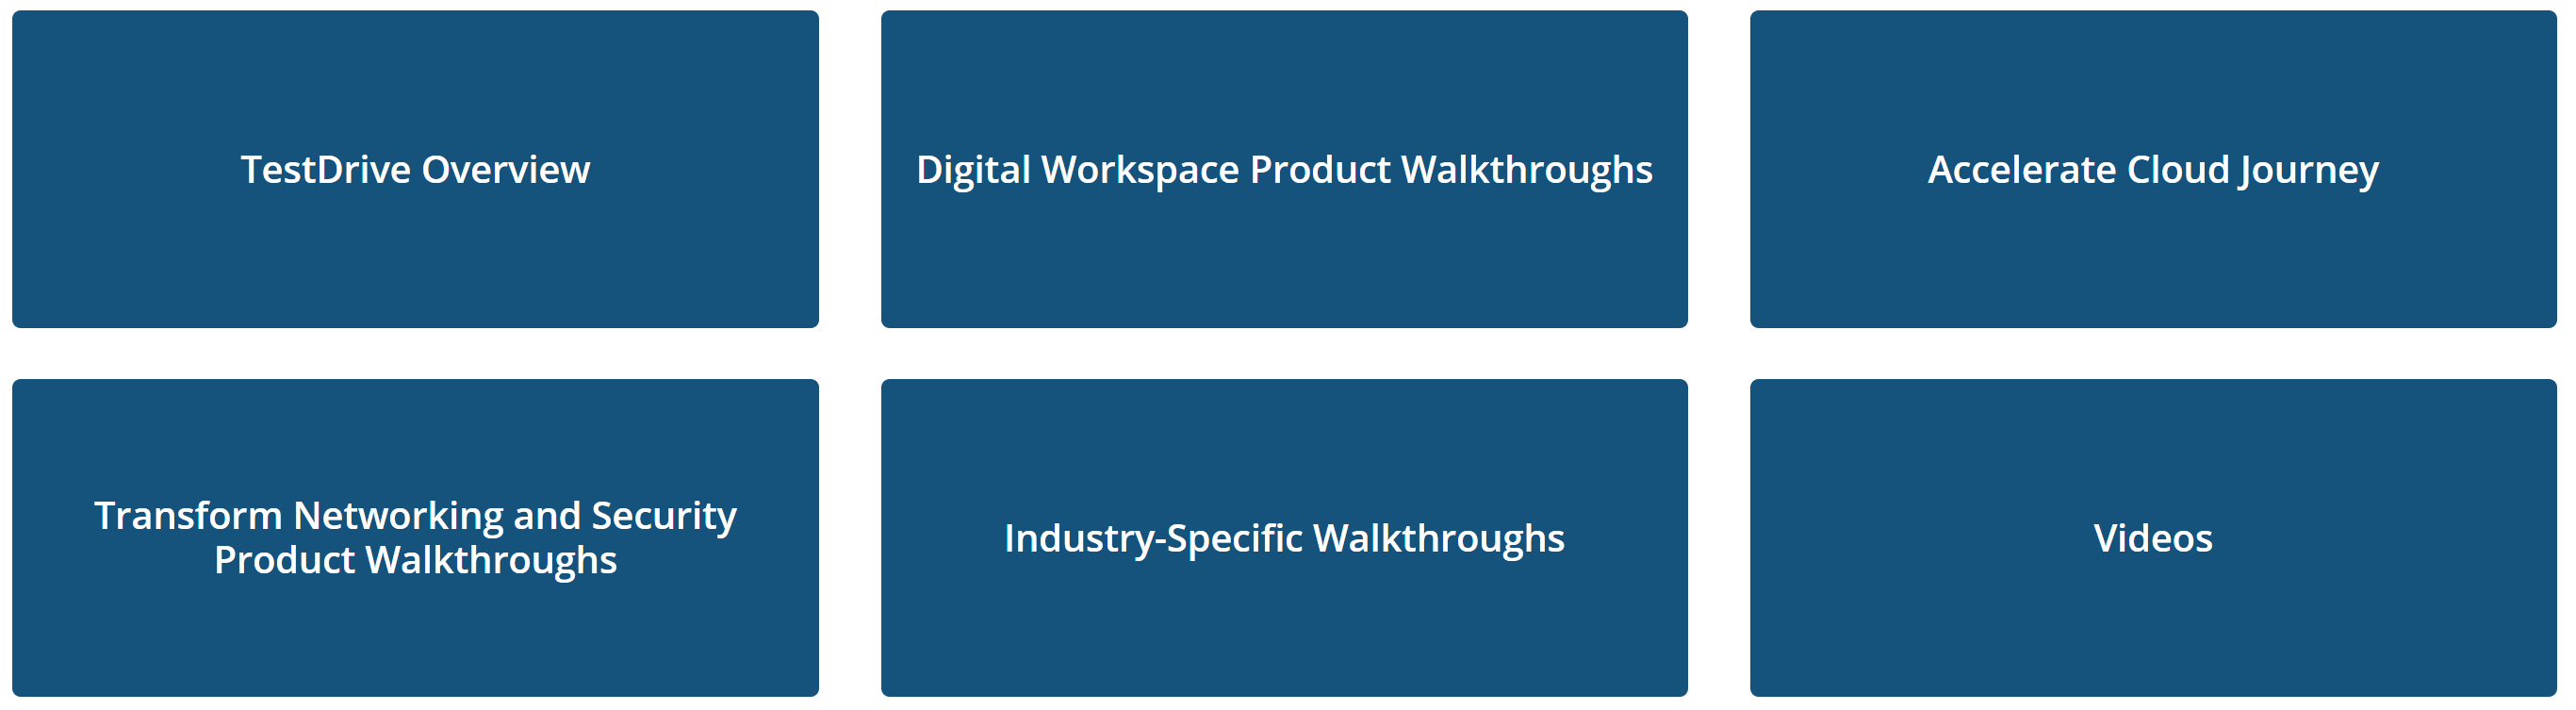 TestDrive Overview
Digital Workspace Product Walkthroughs
Accelerate Cloud Journey
Transform Networking and Security
Product Walkthroughs
Industry-Specific Walkthroughs
Videos